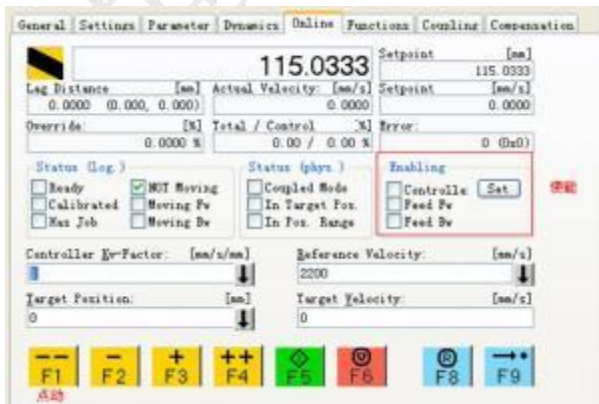 General Settings Parameter Dynamics Online Functions Coupling Compensation
115.0333
Setpoint [mm]
115.0333
Lag Distance [mm] Actual Velocity: [mm/s] Setpoint [mm/s]
0.0000 (0.000, 0.000) 0.0000 0.0000
Override: [%] Total / Control [%] Error:
0.0000 % 0.00 / 0.00 % 0 (0x0)
Status (log.) Status (phys.) Enabling
Ready NOT Moving Coupled Mode Controlle Set 使能
Calibrated Moving Fw In Target Pos. Feed Fw
Has Job Moving Bw In Pos. Range Feed Bw
Controller Kv-Factor: [mm/s/mm] Reference Velocity: [mm/s]
1 2200
Target Position: [mm] Target Velocity: [mm/s]
0 0
-- - + ++ ®
F1 F2 F3 F4 F5 F6 F8 F9
点动